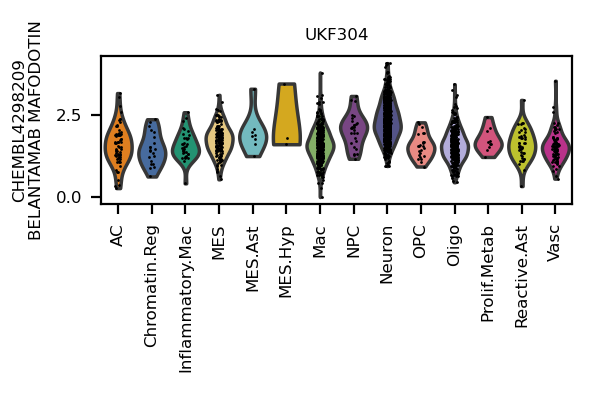 UKF304
CHEMBL4298209
BELANTAMAB MAFODOTIN
2.5
0.0
AC
Chromatin.Reg
Inflammatory.Mac
MES
MES.Ast
MES.Hyp
Mac
NPC
Neuron
OPC
Oligo
Prolif.Metab
Reactive.Ast
Vasc